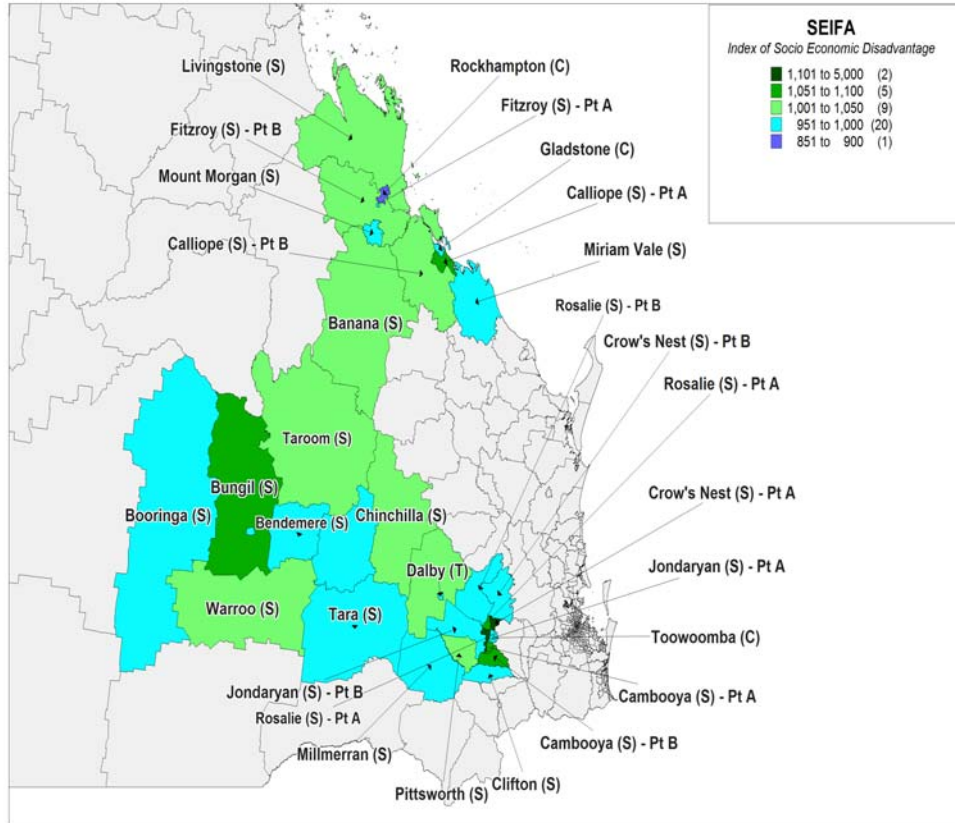 SEIFA
Index of Socio Economic Disadvantage
1,101 to 5,000 (2)
1,051 to 1,100 (5)
1,001 to 1,050 (9)
951 to 1,000 (20)
851 to 900 (1)
Livingstone (S)
Rockhampton (C)
Fitzroy (S) - Pt A
Fitzroy (S) - Pt B
Gladstone (C)
Mount Morgan (S)
Calliope (S) - Pt A
Calliope (S) - Pt B
Miriam Vale (S)
Rosalie (S) - Pt B
Banana (S)
Crow's Nest (S) - Pt B
Rosalie (S) - Pt A
Taroom (S)
Crow's Nest (S) - Pt A
Bungil (S)
Booringa (S)
Bendemere (S)
Chinchilla (S)
Jondaryan (S) - Pt A
Dalby (T)
Warroo (S)
Tara (S)
Toowoomba (C)
Jondaryan (S) - Pt B
Cambooya (S) - Pt A
Rosalie (S) - Pt A
Cambooya (S) - Pt B
Millmerran (S)
Clifton (S)
Pittsworth (S)